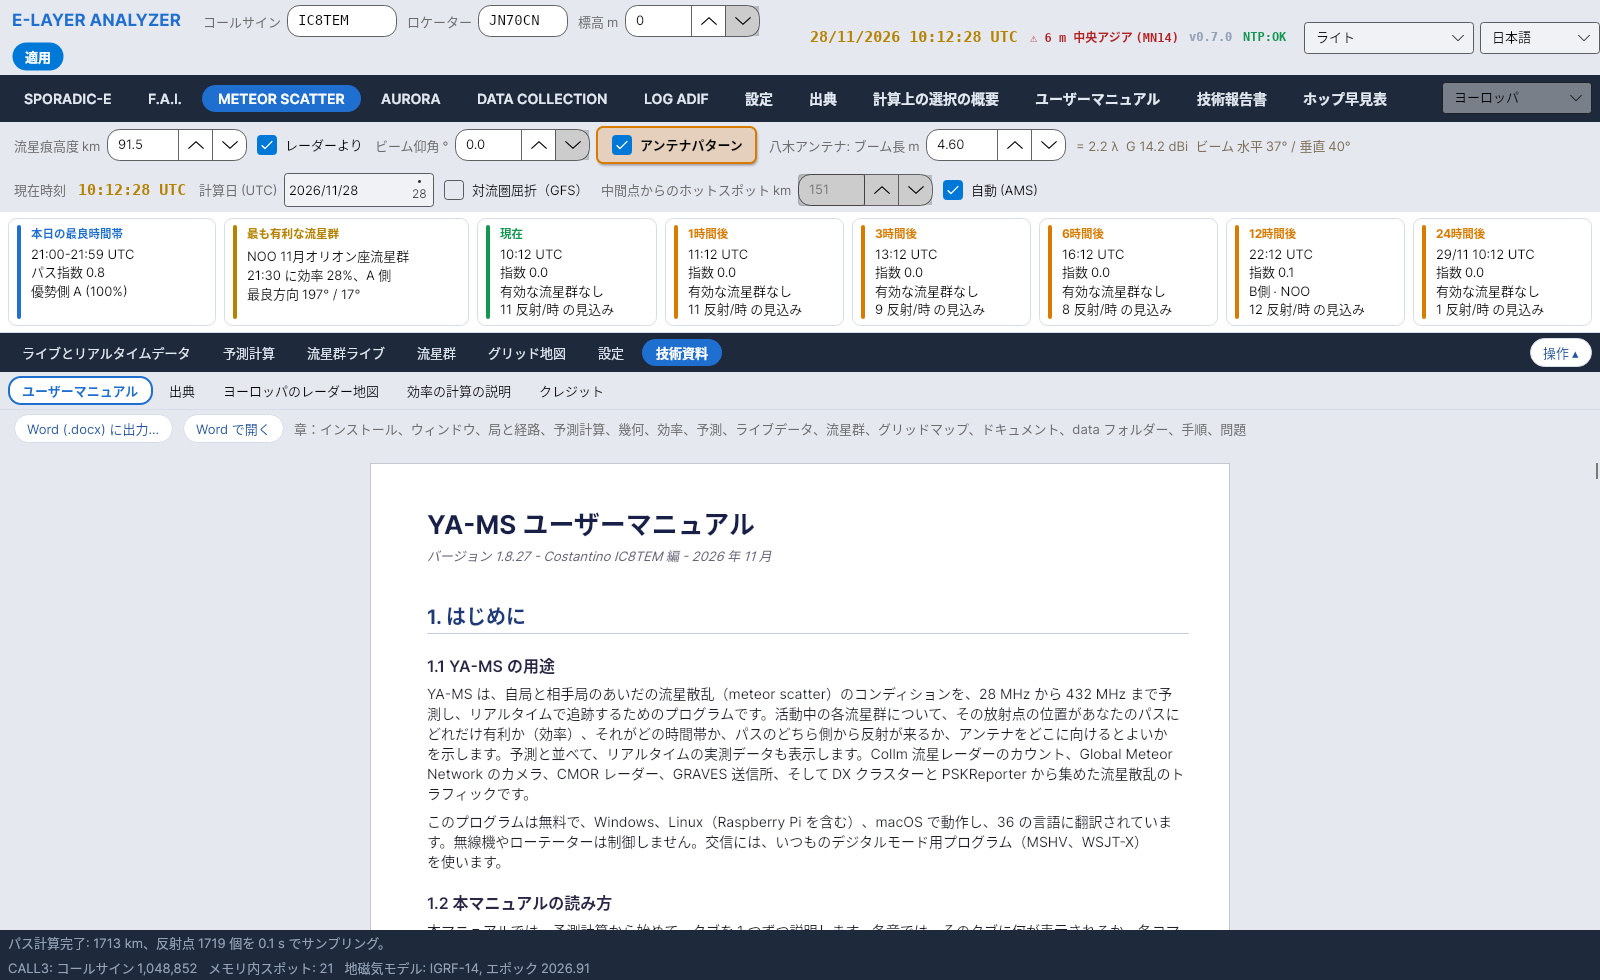 E-LAYER ANALYZER コールサイン IC8TEM ロケーター JN70CN 標高 m 0
28/11/2026 10:12:28 UTC ⚠ 6 m 中央アジア (MN14) v0.7.0 NTP:OK ライト 日本語
適用
SPORADIC-E F.A.I. METEOR SCATTER AURORA DATA COLLECTION LOG ADIF 設定 出典 計算上の選択の概要 ユーザーマニュアル 技術報告書 ホップ早見表 ヨーロッパ
流星痕高度 km 91.5 レーダーより ビーム仰角 ° 0.0 アンテナパターン 八木アンテナ: ブーム長 m 4.60 = 2.2 λ G 14.2 dBi ビーム 水平 37° / 垂直 40°
現在時刻 10:12:28 UTC 計算日 (UTC) 2026/11/28 28 対流圏屈折（GFS） 中間点からのホットスポット km 151 自動 (AMS)
本日の最良時間帯
21:00-21:59 UTC
パス指数 0.8
優勢側 A (100%)
最も有利な流星群
NOO 11月オリオン座流星群
21:30 に効率 28%、A 側
最良方向 197° / 17°
現在
10:12 UTC
指数 0.0
有効な流星群なし
11 反射/時 の見込み
1時間後
11:12 UTC
指数 0.0
有効な流星群なし
11 反射/時 の見込み
3時間後
13:12 UTC
指数 0.0
有効な流星群なし
9 反射/時 の見込み
6時間後
16:12 UTC
指数 0.0
有効な流星群なし
8 反射/時 の見込み
12時間後
22:12 UTC
指数 0.1
B側 · NOO
12 反射/時 の見込み
24時間後
29/11 10:12 UTC
指数 0.0
有効な流星群なし
1 反射/時 の見込み
ライブとリアルタイムデータ 予測計算 流星群ライブ 流星群 グリッド地図 設定 技術資料 操作 ▴
ユーザーマニュアル 出典 ヨーロッパのレーダー地図 効率の計算の説明 クレジット
Word (.docx) に出力... Word で開く 章：インストール、ウィンドウ、局と経路、予測計算、幾何、効率、予測、ライブデータ、流星群、グリッドマップ、ドキュメント、data フォルダー、手順、問題
YA-MS ユーザーマニュアル
バージョン 1.8.27 - Costantino IC8TEM 編 - 2026 年 11 月
1. はじめに
1.1 YA-MS の用途
YA-MS は、自局と相手局のあいだの流星散乱（meteor scatter）のコンディションを、28 MHz から 432 MHz まで予
測し、リアルタイムで追跡するためのプログラムです。活動中の各流星群について、その放射点の位置があなたのパスに
どれだけ有利か（効率）、それがどの時間帯か、パスのどちら側から反射が来るか、アンテナをどこに向けるとよいか
を示します。予測と並べて、リアルタイムの実測データも表示します。Collm 流星レーダーのカウント、Global Meteor
Network のカメラ、CMOR レーダー、GRAVES 送信所、そして DX クラスターと PSKReporter から集めた流星散乱のト
ラフィックです。
このプログラムは無料で、Windows、Linux（Raspberry Pi を含む）、macOS で動作し、36 の言語に翻訳されていま
す。無線機やローテーターは制御しません。交信には、いつものデジタルモード用プログラム（MSHV、WSJT-X）
を使います。
1.2 本マニュアルの読み方
本マニュアルでは、予測計算から始めて、タブを 1 つずつ説明します。各章では、そのタブに何が表示されるか、各コマ
パス計算完了: 1713 km、反射点 1719 個を 0.1 s でサンプリング。
CALL3: コールサイン 1,048,852 メモリ内スポット: 21 地磁気モデル: IGRF-14, エポック 2026.91